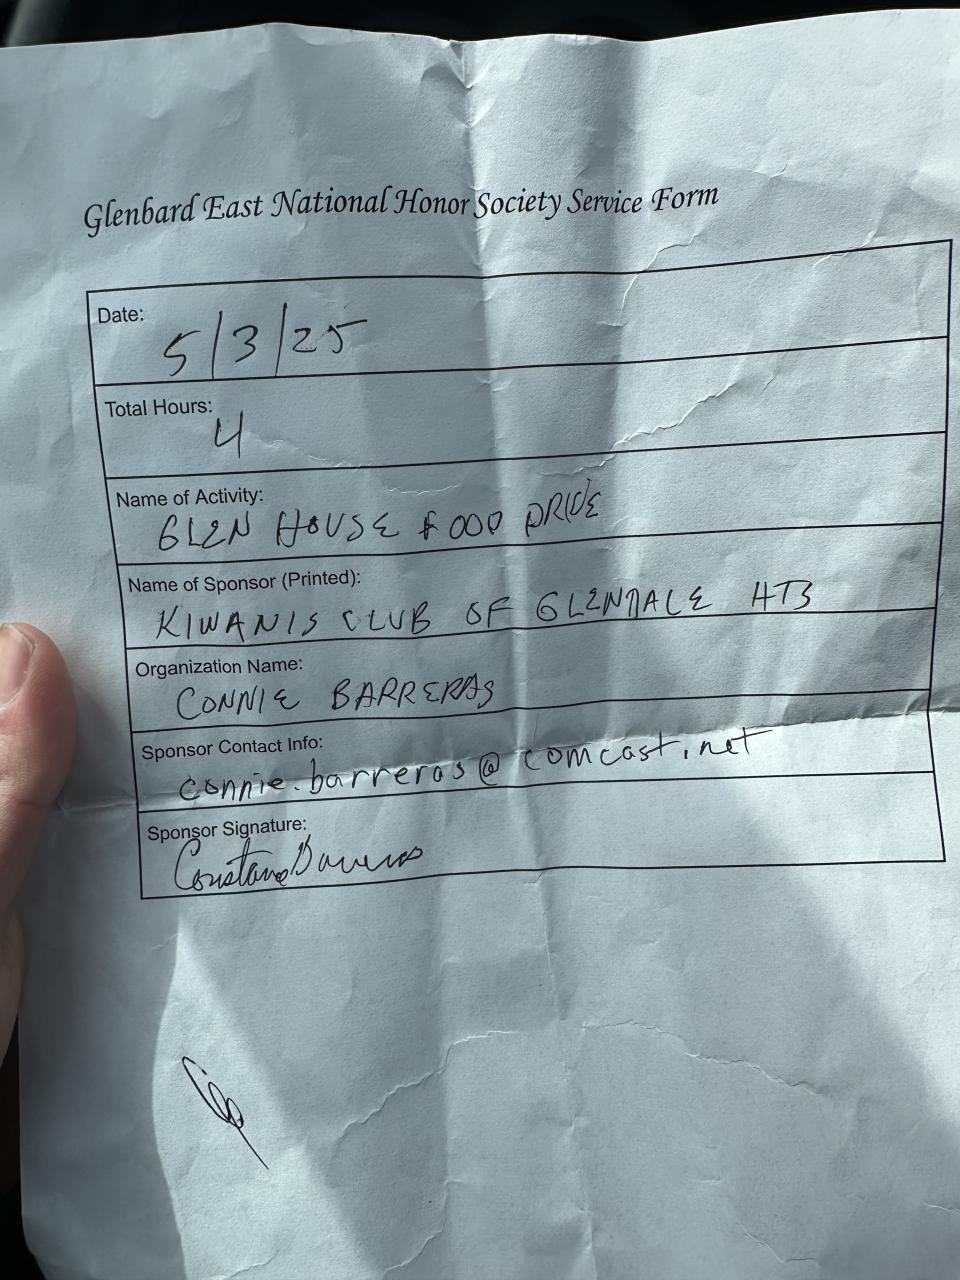 Glenbard East National Honor Society Service Form
Date:
5/3/25
Total Hours:
4
Name of Activity:
GLEN HOUSE FOOD PRIDE
Name of Sponsor (Printed):
KIWANIS CLUB OF GLENDALE HTS
Organization Name:
CONNIE BARRERAS
Sponsor Contact Info:
connie.barreras@comcast.net
Sponsor Signature: